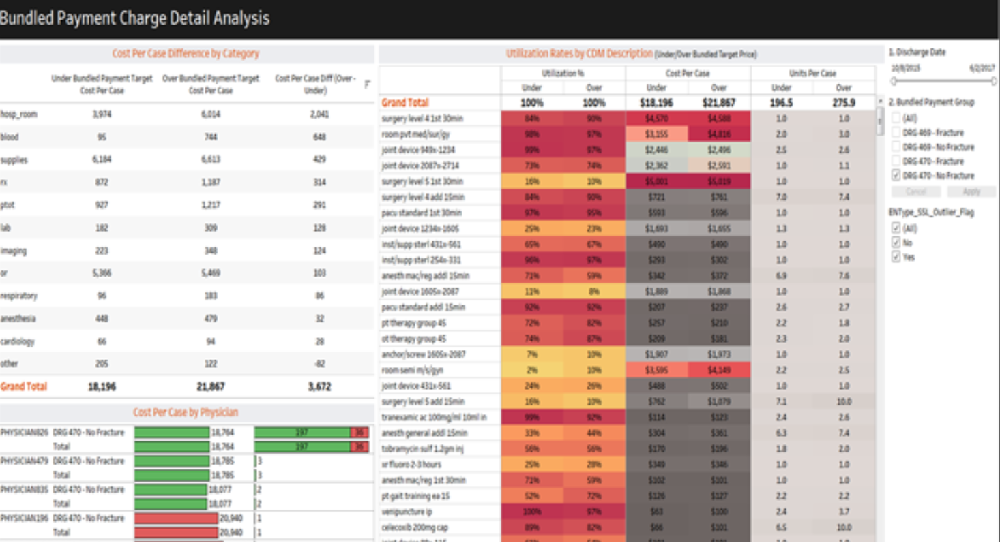 Bundled Payment Charge Detail Analysis
Cost Per Case Difference by Category
Under Bundled Payment Target Cost Per Case Over Bundled Payment Target Cost Per Case Cost Per Case Diff (Over - Under)
hosp_room 3,974 6,014 2,041
blood 95 744 648
supplies 6,184 6,613 429
rx 872 1,187 314
ptot 927 1,217 291
lab 182 309 128
imaging 223 348 124
or 5,366 5,469 103
respiratory 96 183 86
anesthesia 448 479 32
cardiology 66 94 28
other 205 122 -82
Grand Total 18,196 21,867 3,672
Cost Per Case by Physician
PHYSICIAN826 DRG 470 - No Fracture 18,764 197 36
Total 18,764 197 36
PHYSICIAN479 DRG 470 - No Fracture 18,785 3
Total 18,785 3
PHYSICIAN835 DRG 470 - No Fracture 18,077 2
Total 18,077 2
PHYSICIAN196 DRG 470 - No Fracture 20,940 1
Total 20,940 1
Utilization Rates by CDM Description (Under/Over Bundled Target Price)
Utilization % Cost Per Case Units Per Case
Under Over Under Over Under Over
Grand Total 100% 100% $18,196 $21,867 196.5 275.9
surgery level 4 1st 30min 84% 90% $4,570 $4,588 1.0 1.0
room pvt med/sur/gy 98% 97% $3,155 $4,816 2.0 3.0
joint device 949x-1234 99% 97% $2,446 $2,496 2.5 2.6
joint device 2087x-2714 73% 74% $2,362 $2,591 1.0 1.1
surgery level 5 1st 30min 16% 10% $5,001 $5,019 1.0 1.0
surgery level 4 add 15min 84% 90% $721 $761 7.0 7.4
pacu standard 1st 30min 97% 95% $593 $596 1.0 1.0
joint device 1234x-1605 25% 23% $1,693 $1,655 1.3 1.3
inst/supp sterl 431x-561 65% 67% $490 $490 1.0 1.0
inst/supp sterl 254x-331 96% 97% $293 $302 1.0 1.0
anesth mac/reg addl 15min 71% 59% $342 $372 6.9 7.6
joint device 1605x-2087 11% 8% $1,889 $1,868 1.0 1.0
pacu standard addl 15min 92% 92% $207 $237 2.6 2.7
pt therapy group 45 72% 82% $257 $210 2.2 1.8
ot therapy group 45 74% 87% $209 $181 2.3 2.0
anchor/screw 1605x-2087 7% 10% $1,907 $1,973 1.0 1.0
room semi m/s/gyn 2% 10% $3,595 $4,149 2.2 2.5
joint device 431x-561 24% 26% $488 $502 1.0 1.0
surgery level 5 add 15min 16% 10% $762 $1,079 7.1 10.0
tranexamic ac 100mg/ml 10ml in 99% 92% $114 $123 2.4 2.6
anesth general addl 15min 33% 44% $304 $361 6.3 7.4
tobramycin sulf 1.2gm inj 56% 56% $170 $196 1.8 2.0
xr fluoro 2-3 hours 25% 28% $349 $346 1.0 1.0
anesth mac/reg 1st 30min 71% 59% $102 $101 1.0 1.0
pt gait training ea 15 52% 72% $126 $127 2.2 2.2
venipuncture ip 100% 97% $63 $100 2.4 3.7
celecoxib 200mg cap 89% 82% $66 $101 6.5 10.0
1. Discharge Date
10/8/2015 6/2/2017
2. Bundled Payment Group
(All)
DRG 469 - Fracture
DRG 469 - No Fracture
DRG 470 - Fracture
DRG 470 - No Fracture
Cancel Apply
ENType_SSL_Outlier_Flag
(All)
No
Yes